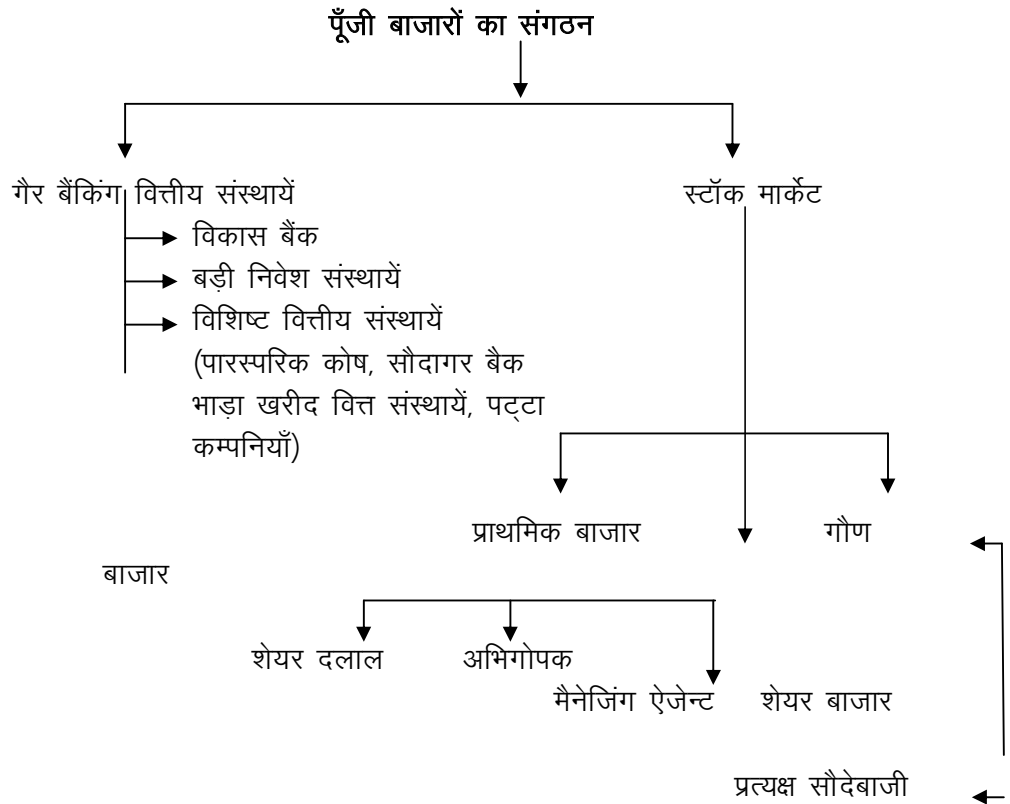 पूँजी बाजारों का संगठन
गैर बैंकिंग वित्तीय संस्थायें स्टॉक मार्केट
विकास बैंक
बड़ी निवेश संस्थायें
विशिष्ट वित्तीय संस्थायें
(पारस्परिक कोष, सौदागर बैक
भाड़ा खरीद वित्त संस्थायें, पट्टा
कम्पनियाँ)
प्राथमिक बाजार गौण
बाजार
शेयर दलाल अभिगोपक
मैनेजिंग ऐजेन्ट शेयर बाजार
प्रत्यक्ष सौदेबाजी